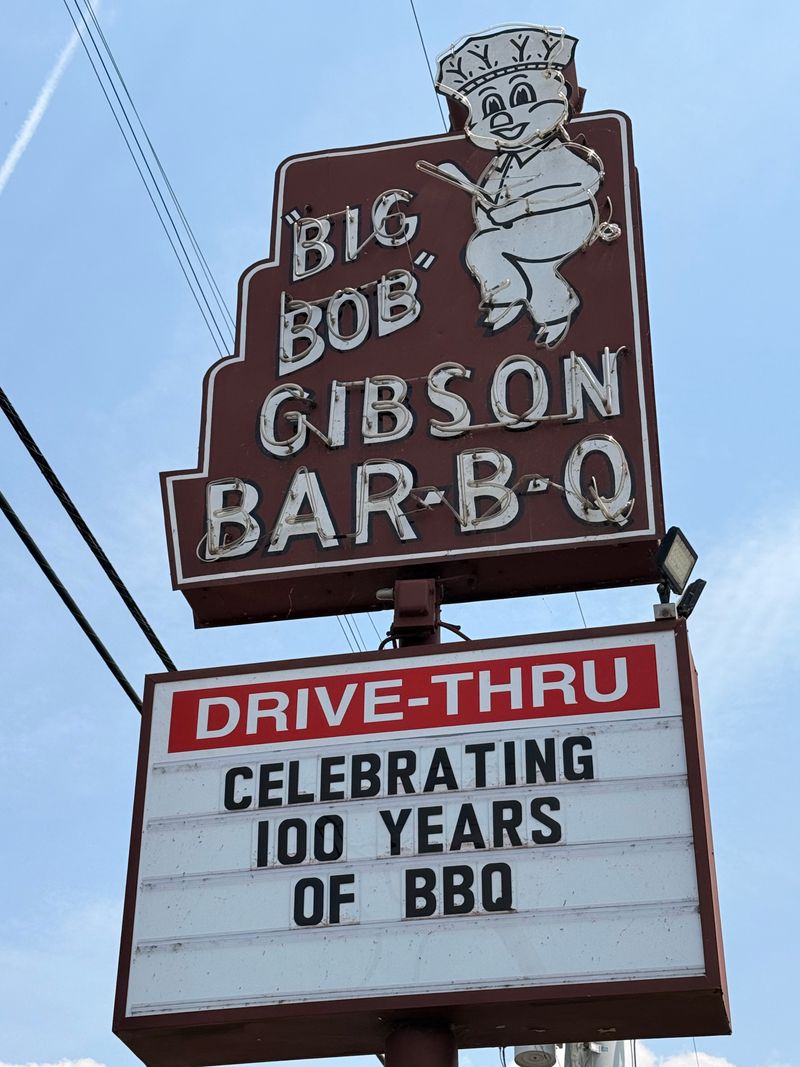 "BIG
BOB"
GIBSON
BAR-B-Q
DRIVE-THRU
CELEBRATING
100 YEARS
OF BBQ